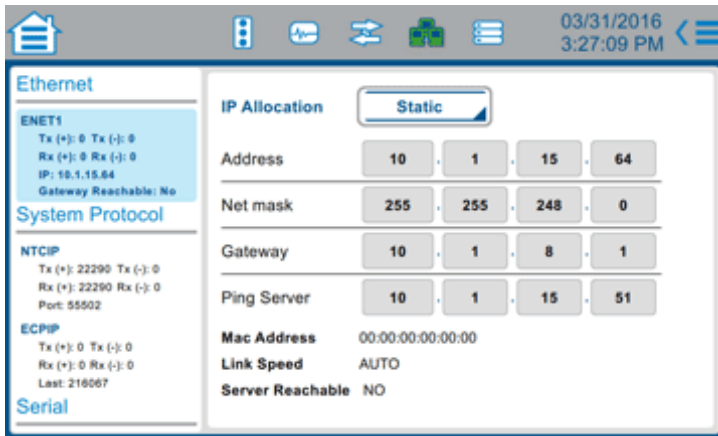 03/31/2016
3:27:09 PM
Ethernet
ENET1
Tx (+): 0 Tx (-): 0
Rx (+): 0 Rx (-): 0
IP: 10.1.15.64
Gateway Reachable: No
System Protocol
NTCIP
Tx (+): 22290 Tx (-): 0
Rx (+): 22290 Rx (-): 0
Port: 55502
ECPIP
Tx (+): 0 Tx (-): 0
Rx (+): 0 Rx (-): 0
Last: 216067
Serial
IP Allocation Static
Address 10 . 1 . 15 . 64
Net mask 255 . 255 . 248 . 0
Gateway 10 . 1 . 8 . 1
Ping Server 10 . 1 . 15 . 51
Mac Address 00:00:00:00:00:00
Link Speed AUTO
Server Reachable NO